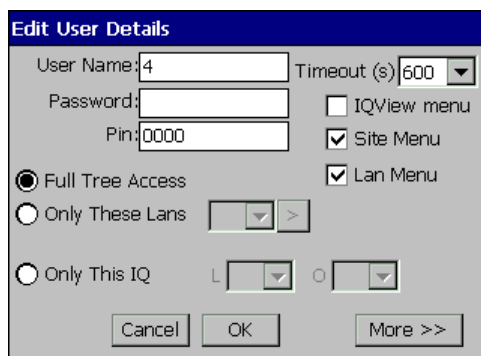 Edit User Details
User Name: 4 Timeout (s) 600
Password: IQView menu
Pin: 0000 Site Menu
Full Tree Access Lan Menu
Only These Lans >
Only This IQ L O
Cancel OK More >>